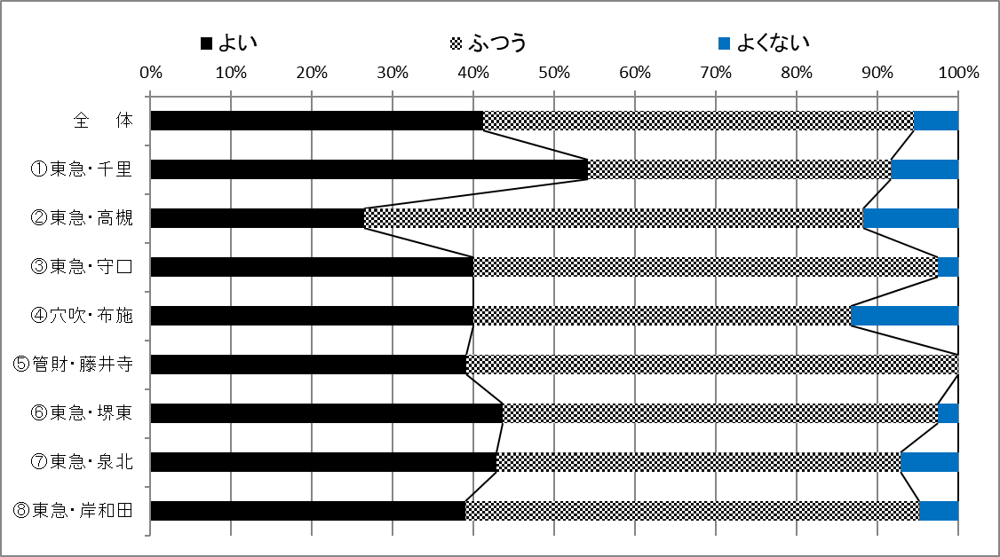 よい ふつう よくない
0% 10% 20% 30% 40% 50% 60% 70% 80% 90% 100%
全　体
①東急・千里
②東急・高槻
③東急・守口
④穴吹・布施
⑤管財・藤井寺
⑥東急・堺東
⑦東急・泉北
⑧東急・岸和田